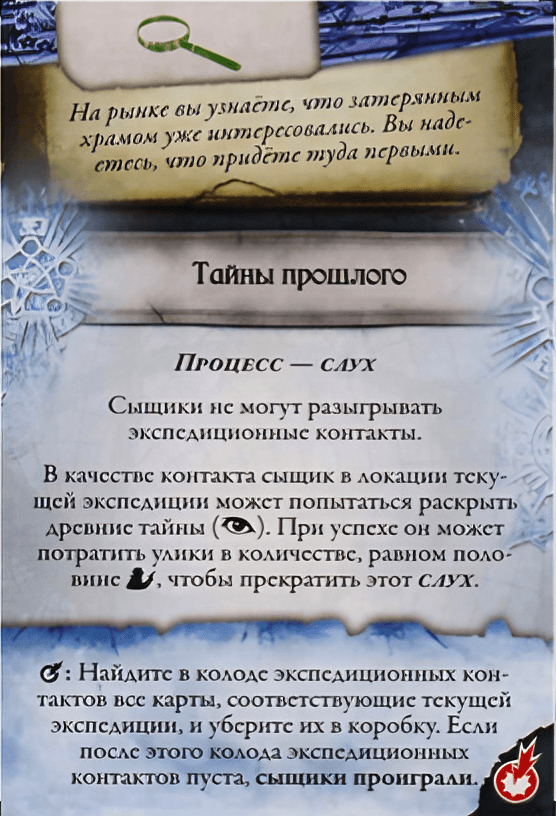 На рынке вы узнаёте, что затерянным
храмом уже интересовались. Вы наде-
етесь, что придёте туда первыми.
Тайны прошлого
Процесс — слух
Сыщики не могут разыгрывать
экспедиционные контакты.
В качестве контакта сыщик в локации теку-
щей экспедиции может попытаться раскрыть
древние тайны ( ). При успехе он может
потратить улики в количестве, равном поло-
вине , чтобы прекратить этот СЛУХ.
: Найдите в колоде экспедиционных кон-
тактов все карты, соответствующие текущей
экспедиции, и уберите их в коробку. Если
после этого колода экспедиционных
контактов пуста, сыщики проиграли.